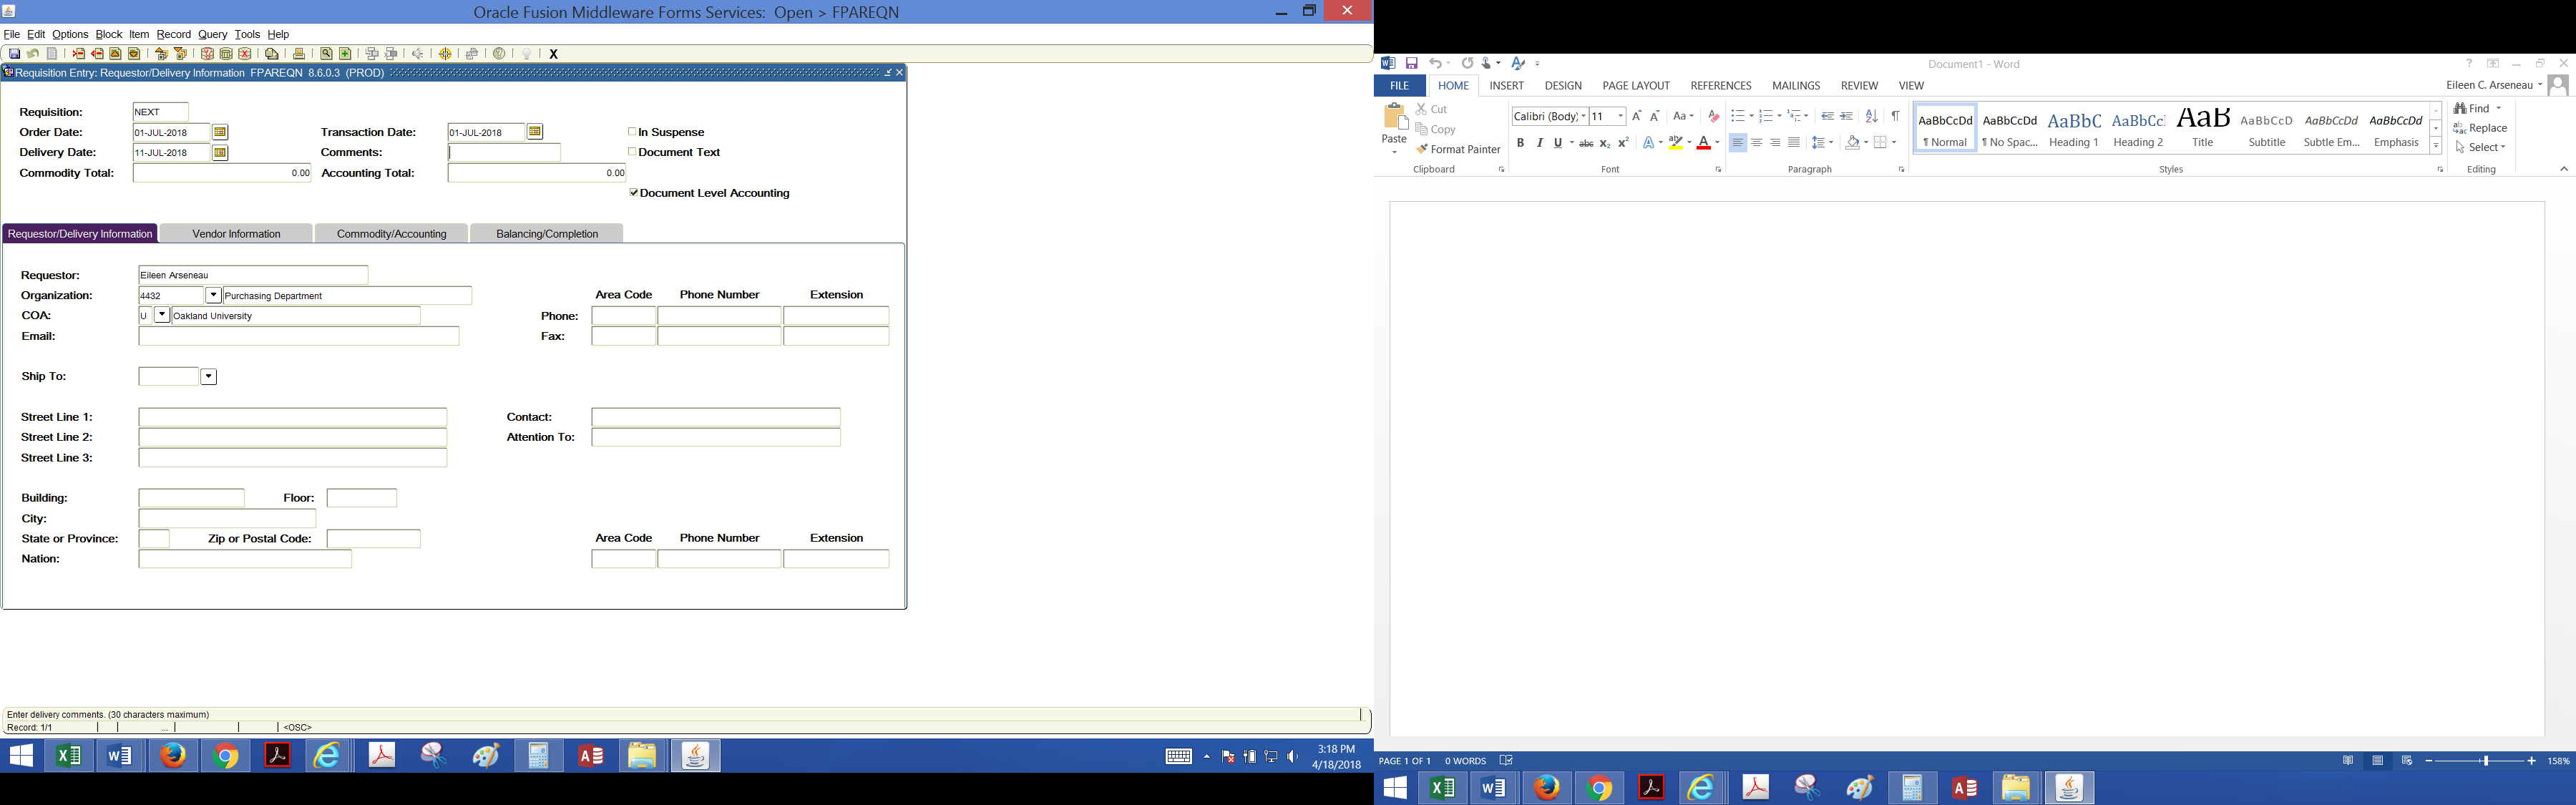 Oracle Fusion Middleware Forms Services:  Open > FPAREQN
File Edit Options Block Item Record Query Tools Help
Requisition Entry: Requestor/Delivery Information  FPAREQN  8.6.0.3  (PROD)
Requisition: NEXT
Order Date: 01-JUL-2018 Transaction Date: 01-JUL-2018 In Suspense
Delivery Date: 11-JUL-2018 Comments: Document Text
Commodity Total: 0.00 Accounting Total: 0.00
Document Level Accounting
Requestor/Delivery Information Vendor Information Commodity/Accounting Balancing/Completion
Requestor: Eileen Arseneau
Organization: 4432 Purchasing Department Area Code Phone Number Extension
COA: U Oakland University Phone:
Email: Fax:
Ship To:
Street Line 1: Contact:
Street Line 2: Attention To:
Street Line 3:
Building: Floor:
City:
State or Province: Zip or Postal Code: Area Code Phone Number Extension
Nation:
Enter delivery comments. (30 characters maximum)
Record: 1/1 ... <OSC>
3:18 PM
4/18/2018
Document1 - Word
FILE HOME INSERT DESIGN PAGE LAYOUT REFERENCES MAILINGS REVIEW VIEW Eileen C. Arseneau
Cut
Copy
Format Painter
Paste
Calibri (Body) 11
AaBbCcDd AaBbCcDd AaBbC AaBbCc AaB AaBbCcD AaBbCcDd AaBbCcDd
¶ Normal ¶ No Spac... Heading 1 Heading 2 Title Subtitle Subtle Em... Emphasis
Find
Replace
Select
Clipboard Font Paragraph Styles Editing
PAGE 1 OF 1 0 WORDS 158%